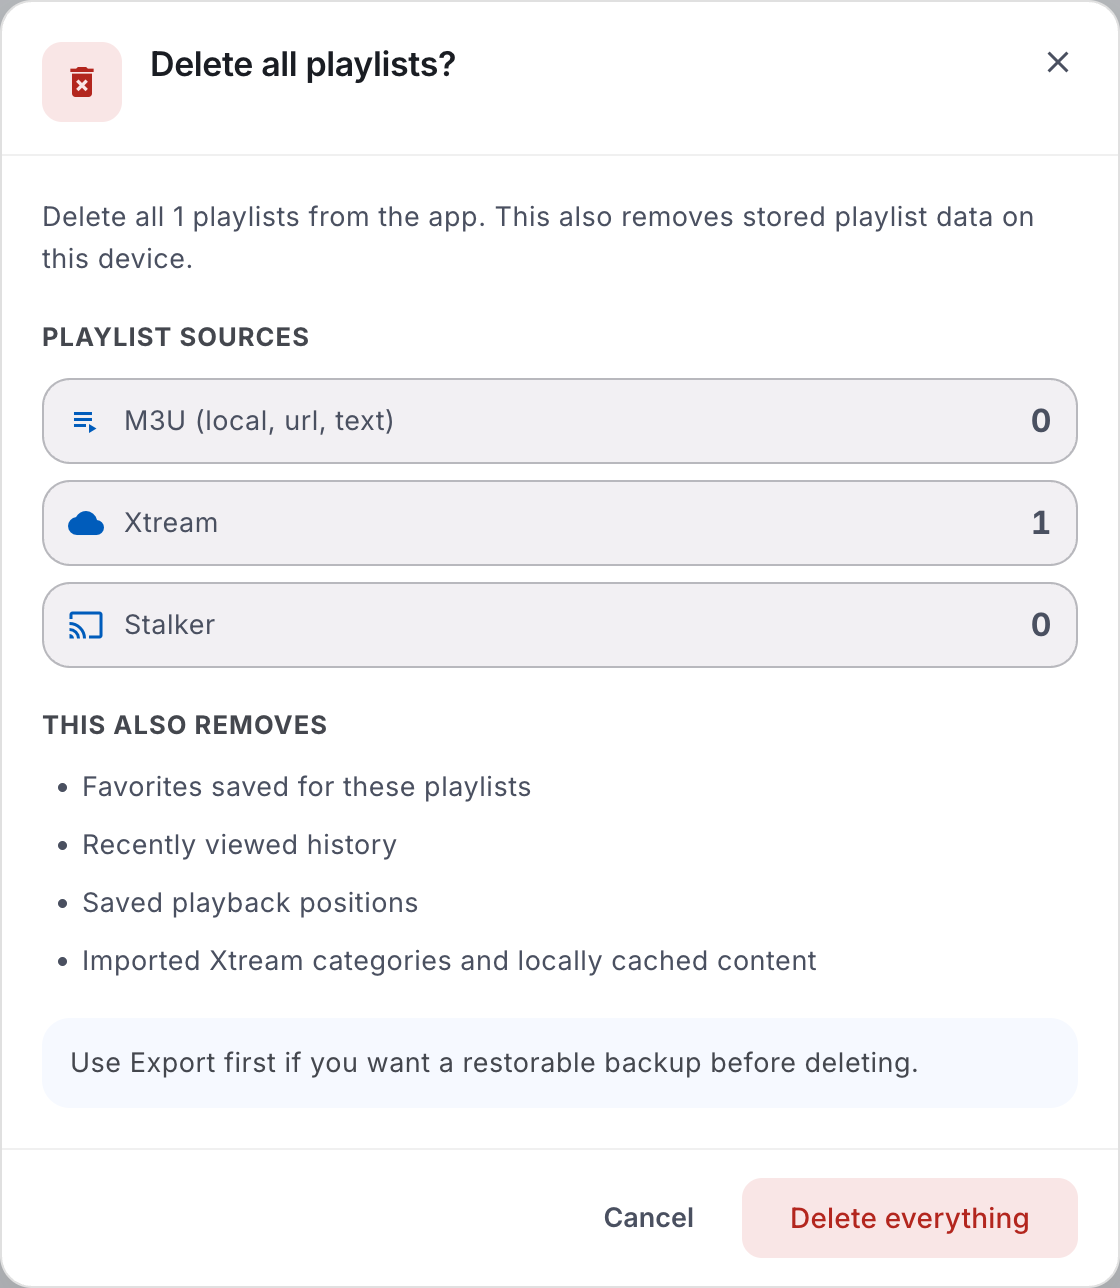 Delete all playlists?
Delete all 1 playlists from the app. This also removes stored playlist data on
this device.
PLAYLIST SOURCES
M3U (local, url, text) 0
Xtream 1
Stalker 0
THIS ALSO REMOVES
• Favorites saved for these playlists
• Recently viewed history
• Saved playback positions
• Imported Xtream categories and locally cached content
Use Export first if you want a restorable backup before deleting.
Cancel Delete everything